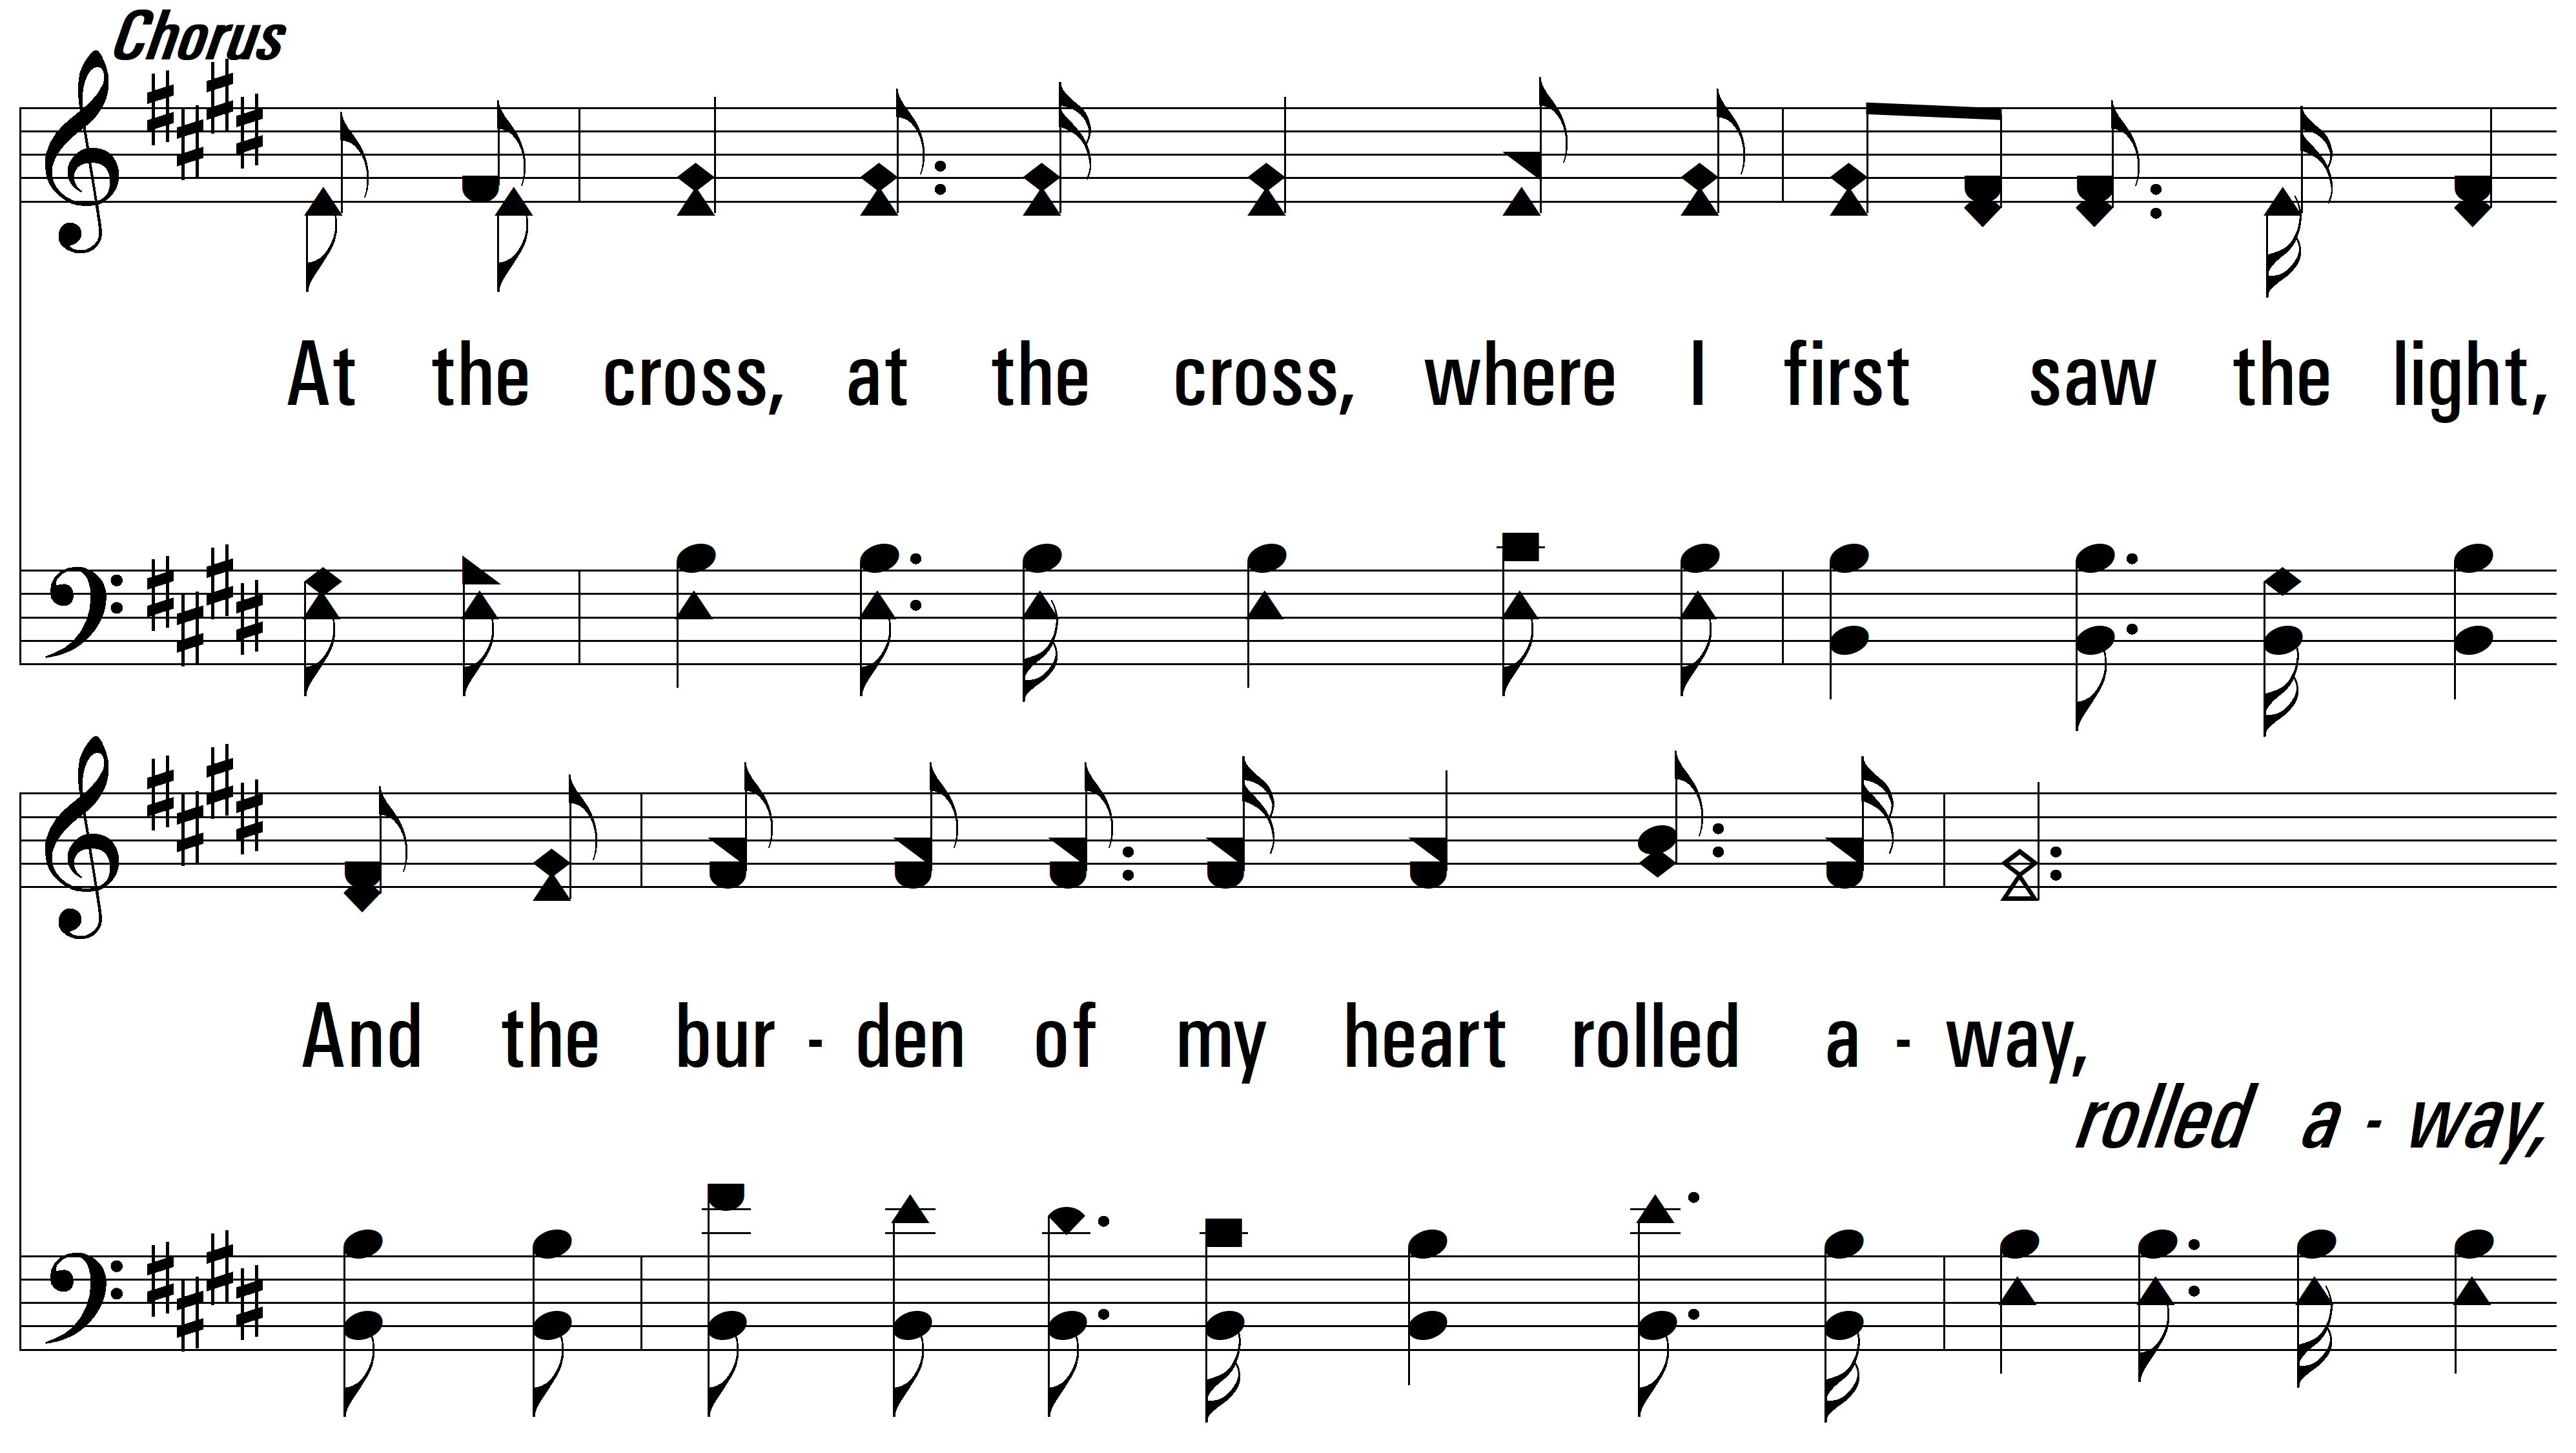 Chorus
At the cross, at the cross, where I first saw the light,
And the bur - den of my heart rolled a - way,
rolled a - way,